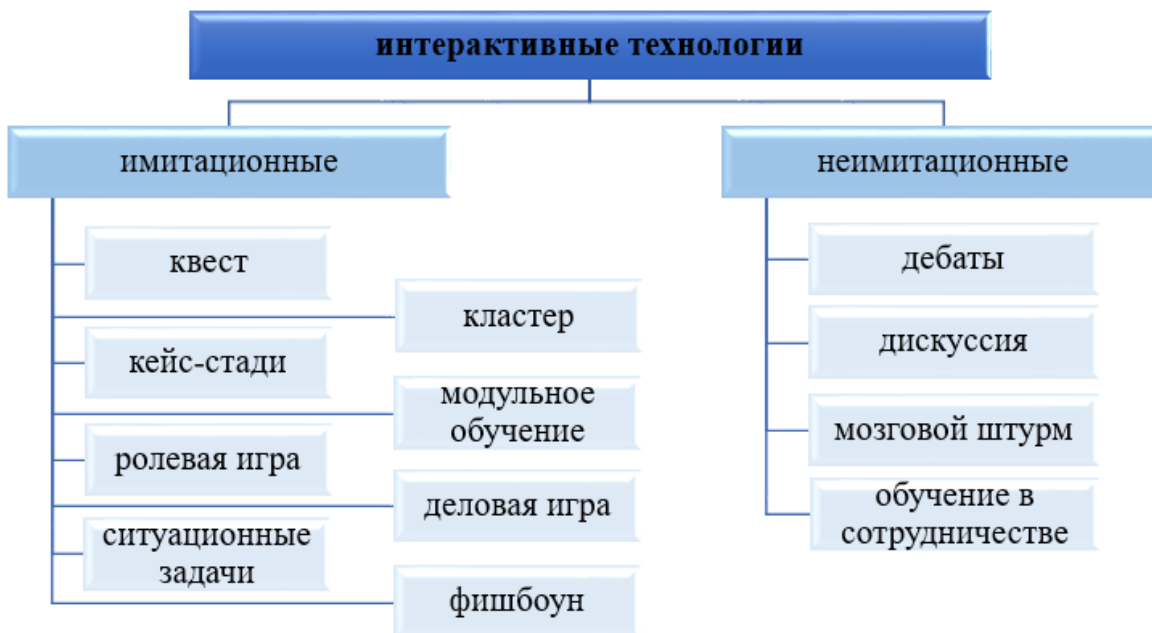 интерактивные технологии
имитационные
неимитационные
квест
кластер
кейс-стади
модульное
обучение
ролевая игра
деловая игра
ситуационные
задачи
фишбоун
дебаты
дискуссия
мозговой штурм
обучение в
сотрудничестве